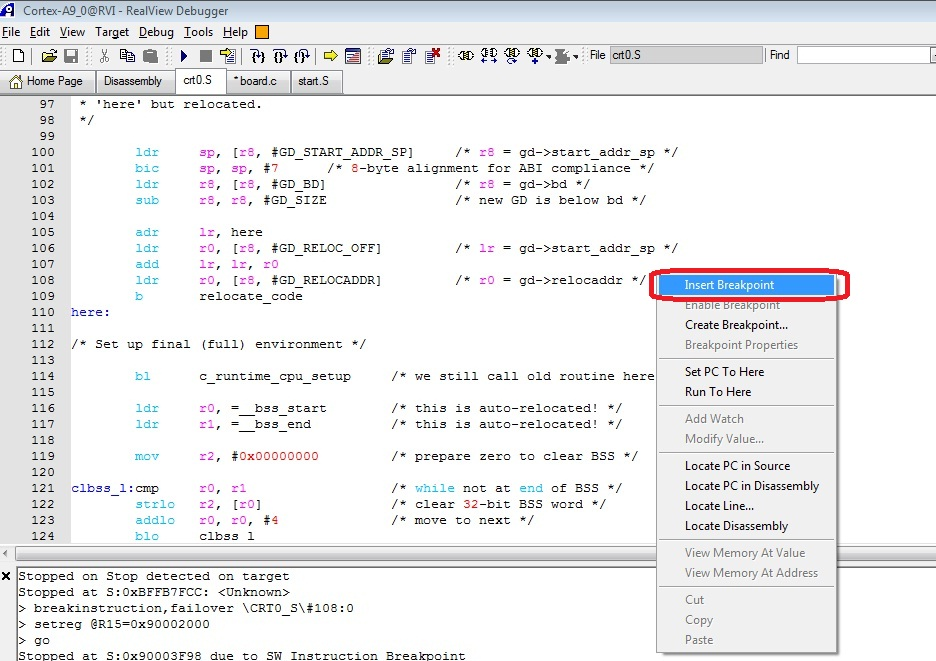 Cortex-A9_0@RVI - RealView Debugger
File Edit View Target Debug Tools Help
File crt0.S Find
Home Page Disassembly crt0.S *board.c start.S
97 * 'here' but relocated.
98 */
99
100 ldr sp, [r8, #GD_START_ADDR_SP] /* r8 = gd->start_addr_sp */
101 bic sp, sp, #7 /* 8-byte alignment for ABI compliance */
102 ldr r8, [r8, #GD_BD] /* r8 = gd->bd */
103 sub r8, r8, #GD_SIZE /* new GD is below bd */
104
105 adr lr, here
106 ldr r0, [r8, #GD_RELOC_OFF] /* lr = gd->start_addr_sp */
107 add lr, lr, r0
108 ldr r0, [r8, #GD_RELOCADDR] /* r0 = gd->relocaddr */
109 b relocate_code
110 here:
111
112 /* Set up final (full) environment */
113
114 bl c_runtime_cpu_setup /* we still call old routine here
115
116 ldr r0, =__bss_start /* this is auto-relocated! */
117 ldr r1, =__bss_end /* this is auto-relocated! */
118
119 mov r2, #0x00000000 /* prepare zero to clear BSS */
120
121 clbss_l:cmp r0, r1 /* while not at end of BSS */
122 strlo r2, [r0] /* clear 32-bit BSS word */
123 addlo r0, r0, #4 /* move to next */
124 blo clbss_l
Insert Breakpoint
Enable Breakpoint
Create Breakpoint...
Breakpoint Properties
Set PC To Here
Run To Here
Add Watch
Modify Value...
Locate PC in Source
Locate PC in Disassembly
Locate Line...
Locate Disassembly
View Memory At Value
View Memory At Address
Cut
Copy
Paste
Stopped on Stop detected on target
Stopped at S:0xBFFB7FCC: <Unknown>
> breakinstruction,failover \CRT0_S\#108:0
> setreg @R15=0x90002000
> go
Stopped at S:0x90003F98 due to SW Instruction Breakpoint